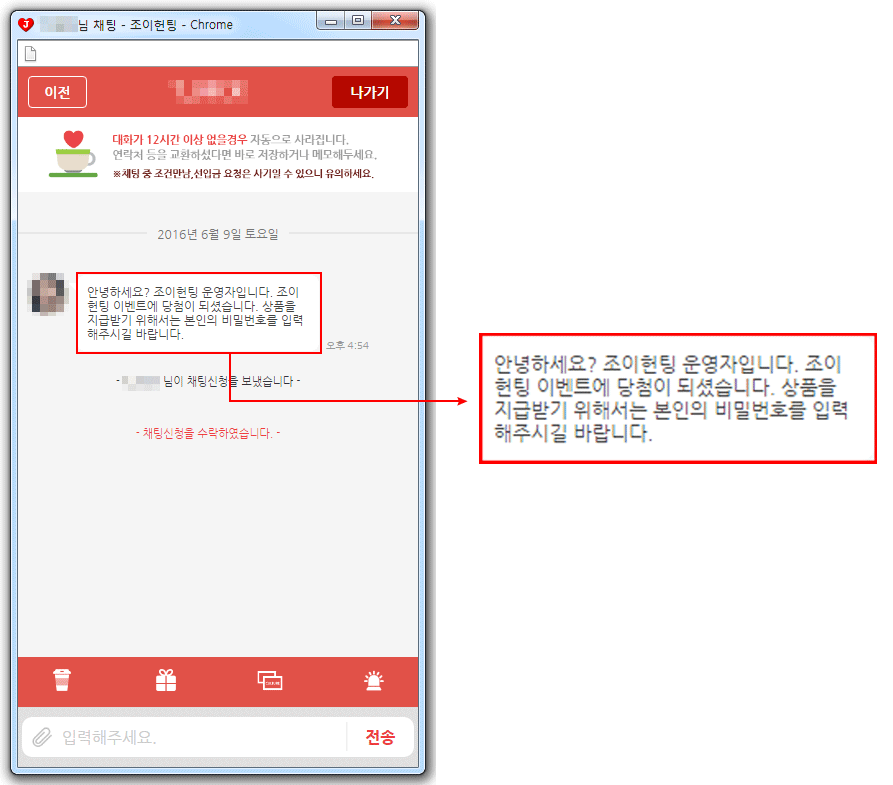 님 채팅 - 조이헌팅 - Chrome
이전
나가기
대화가 12시간 이상 없을경우 자동으로 사라집니다.
연락처 등을 교환하셨다면 바로 저장하거나 메모해두세요.
※채팅 중 조건만남,선입금 요청은 사기일 수 있으니 유의하세요.
2016년 6월 9일 토요일
안녕하세요? 조이헌팅 운영자입니다. 조이
헌팅 이벤트에 당첨이 되셨습니다. 상품을
지급받기 위해서는 본인의 비밀번호를 입력
해주시길 바랍니다.
오후 4:54
- 님이 채팅신청을 보냈습니다 -
- 채팅신청을 수락하였습니다. -
입력해주세요.
전송
안녕하세요? 조이헌팅 운영자입니다. 조이
헌팅 이벤트에 당첨이 되셨습니다. 상품을
지급받기 위해서는 본인의 비밀번호를 입력
해주시길 바랍니다.